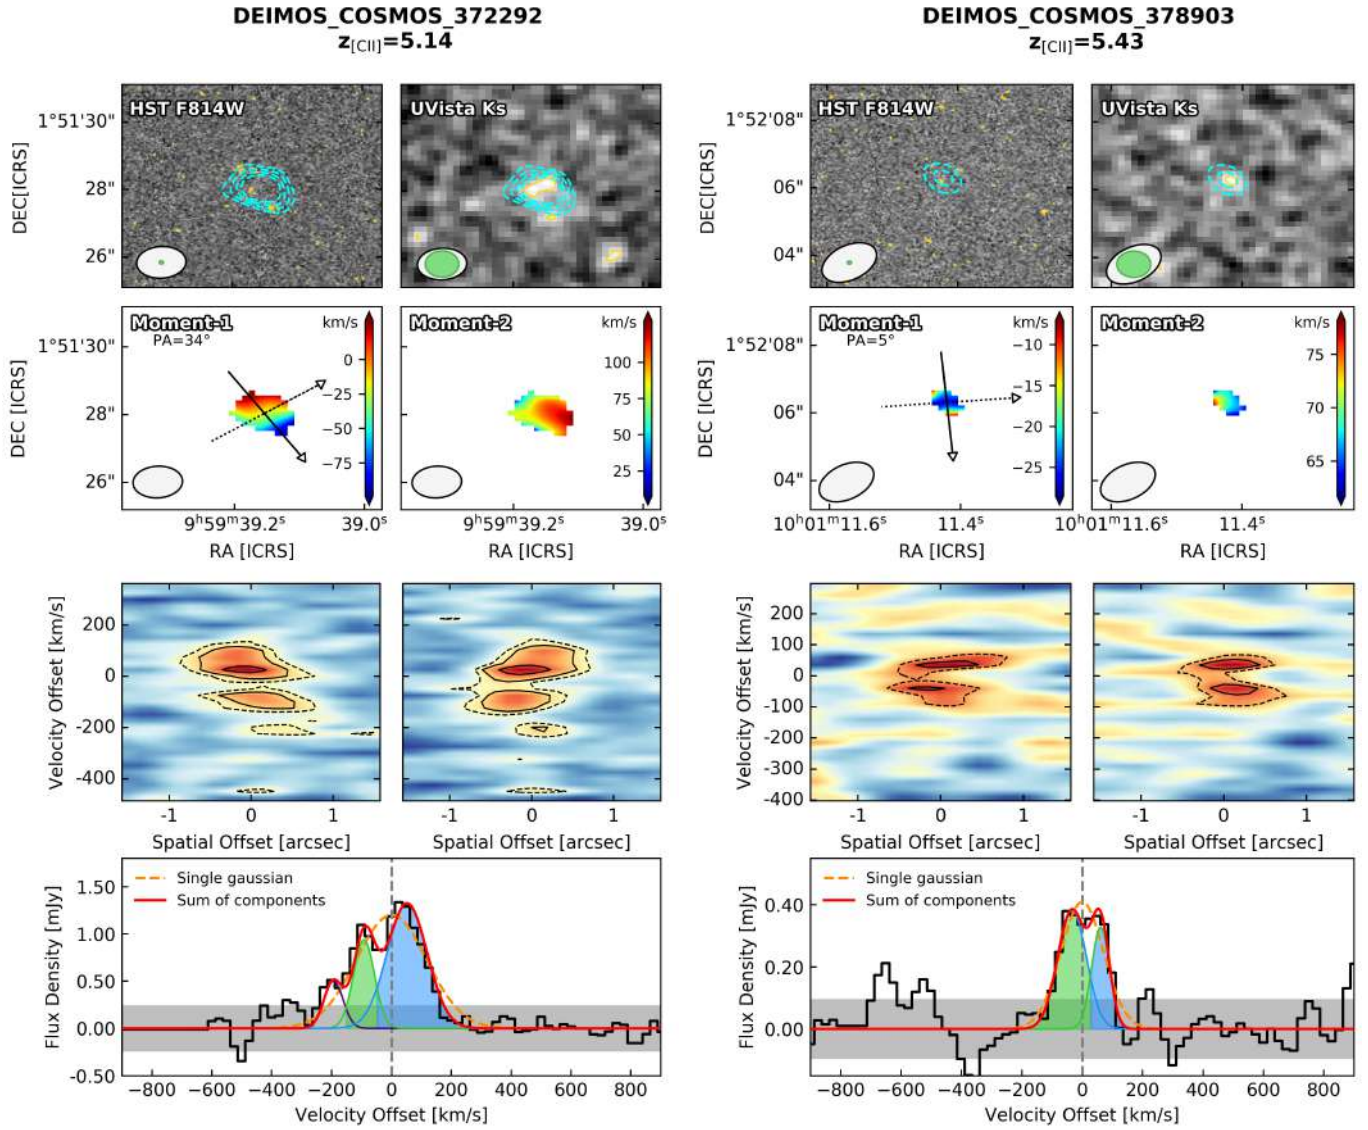 DEIMOS_COSMOS_372292
z[CII]=5.14
DEIMOS_COSMOS_378903
z[CII]=5.43
HST F814W
UVista Ks
DEC[ICRS]
1°51'30"
28"
26"
HST F814W
UVista Ks
DEC[ICRS]
1°52'08"
06"
04"
Moment-1
PA=34°
km/s
0
−25
−50
−75
Moment-2
km/s
100
75
50
25
DEC [ICRS]
1°51'30"
28"
26"
9h59m39.2s
39.2s
39.0s
RA [ICRS]
RA [ICRS]
Moment-1
PA=5°
km/s
−10
−15
−20
−25
Moment-2
km/s
75
70
65
DEC [ICRS]
1°52'08"
06"
04"
10h01m11.6s
11.4s
10h01m11.6s
11.4s
RA [ICRS]
RA [ICRS]
Velocity Offset [km/s]
200
0
-200
-400
-1
0
1
-1
0
1
Spatial Offset [arcsec]
Spatial Offset [arcsec]
Velocity Offset [km/s]
200
100
0
-100
-200
-300
-400
-1
0
1
-1
0
1
Spatial Offset [arcsec]
Spatial Offset [arcsec]
Flux Density [mJy]
1.50
1.00
0.50
0.00
-0.50
Single gaussian
Sum of components
−800
−600
−400
−200
0
200
400
600
800
Velocity Offset [km/s]
Flux Density [mJy]
0.40
0.20
0.00
Single gaussian
Sum of components
−800
−600
−400
−200
0
200
400
600
800
Velocity Offset [km/s]